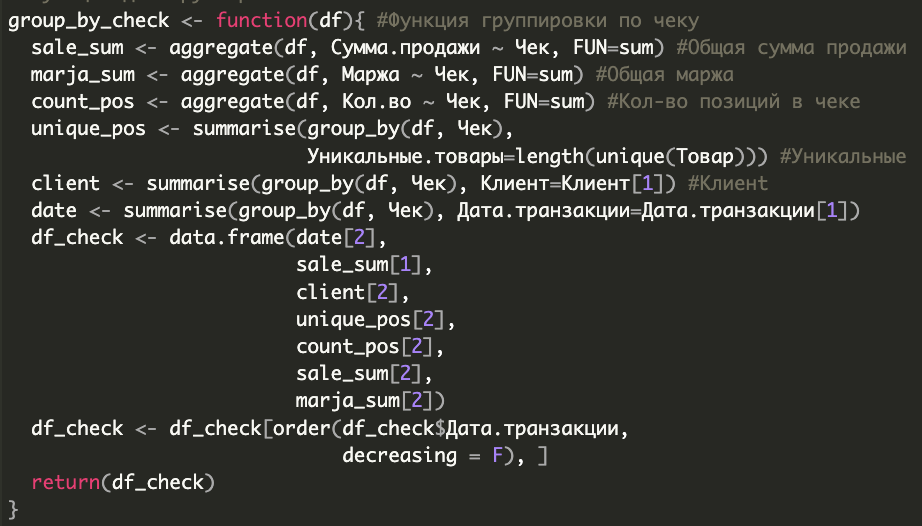 group_by_check <- function(df){ #Функция группировки по чеку
  sale_sum <- aggregate(df, Сумма.продажи ~ Чек, FUN=sum) #Общая сумма продажи
  marja_sum <- aggregate(df, Маржа ~ Чек, FUN=sum) #Общая маржа
  count_pos <- aggregate(df, Кол.во ~ Чек, FUN=sum) #Кол-во позиций в чеке
  unique_pos <- summarise(group_by(df, Чек),
                          Уникальные.товары=length(unique(Товар))) #Уникальные
  client <- summarise(group_by(df, Чек), Клиент=Клиент[1]) #Клиент
  date <- summarise(group_by(df, Чек), Дата.транзакции=Дата.транзакции[1])
  df_check <- data.frame(date[2],
                         sale_sum[1],
                         client[2],
                         unique_pos[2],
                         count_pos[2],
                         sale_sum[2],
                         marja_sum[2])
  df_check <- df_check[order(df_check$Дата.транзакции,
                             decreasing = F), ]
  return(df_check)
}